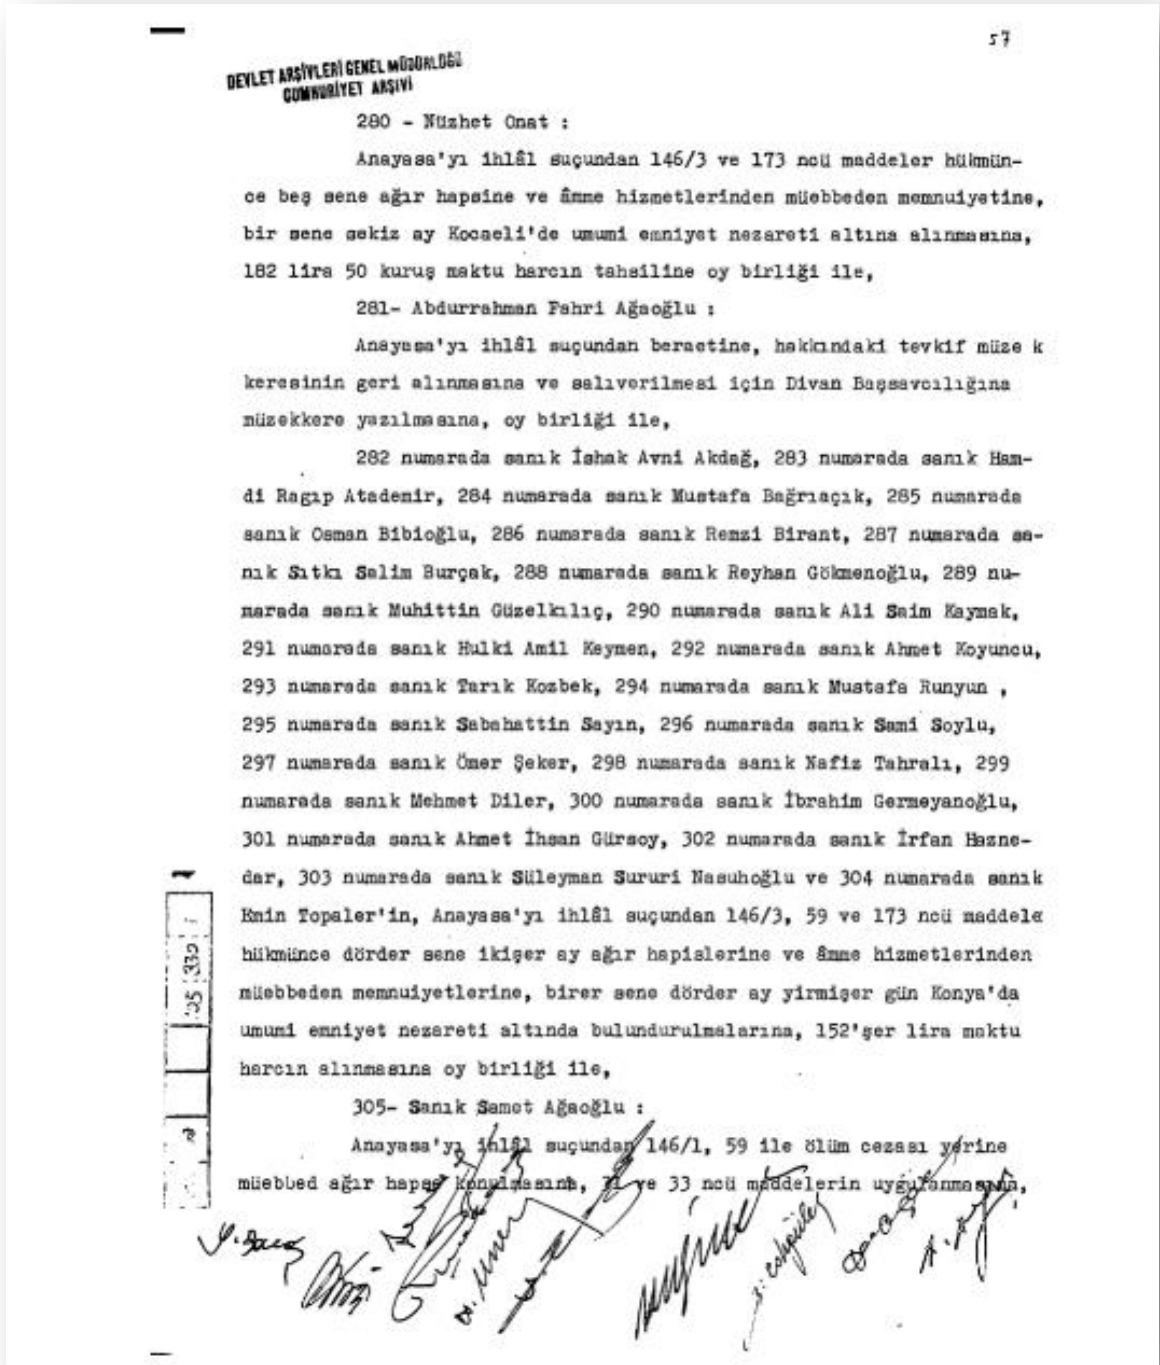 57
DEVLET ARŞİVLERİ GENEL MÜDÜRLÜĞÜ
CUMHURİYET ARŞİVİ
280 - Nüzhet Onat :
Anayasa'yı ihlâl suçundan 146/3 ve 173 ncü maddeler hükmün-
ce beş sene ağır hapsine ve âmme hizmetlerinden müebbeden memnuiyetine,
bir sene sekiz ay Kocaeli'de umumi emniyet nezareti altına alınmasına,
182 lira 50 kuruş maktu harcın tahsiline oy birliği ile,
281- Abdurrahman Fahri Ağaoğlu :
Anayasa'yı ihlâl suçundan beraetine, hakkındaki tevkif müze k
keresinin geri alınmasına ve salıverilmesi için Divan Başsavcılığına
müzekkere yazılmasına, oy birliği ile,
282 numarada sanık İshak Avni Akdağ, 283 numarada sanık Ham-
di Ragıp Atademir, 284 numarada sanık Mustafa Bağrıaçık, 285 numarada
sanık Osman Bibioğlu, 286 numarada sanık Remzi Birant, 287 numarada sa-
nık Sıtkı Salim Burçak, 288 numarada sanık Reyhan Gökmenoğlu, 289 nu-
marada sanık Muhittin Güzelkılıç, 290 numarada sanık Ali Saim Kaymak,
291 numarada sanık Hulki Amil Keymen, 292 numarada sanık Ahmet Koyuncu,
293 numarada sanık Tarık Kozbek, 294 numarada sanık Mustafa Runyun ,
295 numarada sanık Sabahattin Sayın, 296 numarada sanık Sami Soylu,
297 numarada sanık Ömer Şeker, 298 numarada sanık Nafiz Tahralı, 299
numarada sanık Mehmet Diler, 300 numarada sanık İbrahim Germeyanoğlu,
301 numarada sanık Ahmet İhsan Gürsoy, 302 numarada sanık İrfan Hazne-
dar, 303 numarada sanık Süleyman Sururi Nasuhoğlu ve 304 numarada sanık
Emin Topaler'in, Anayasa'yı ihlâl suçundan 146/3, 59 ve 173 ncü maddele
hükmünce dörder sene ikişer ay ağır hapislerine ve âmme hizmetlerinden
müebbeden memnuiyetlerine, birer sene dörder ay yirmişer gün Konya'da
umumi emniyet nezareti altında bulundurulmalarına, 152'şer lira maktu
harcın alınmasına oy birliği ile,
305- Sanık Samet Ağaoğlu :
Anayasa'yı ihlâl suçundan 146/1, 59 ile ölüm cezası yerine
müebbed ağır hapse konulmasına, 31 ve 33 ncü maddelerin uygulanmasına,